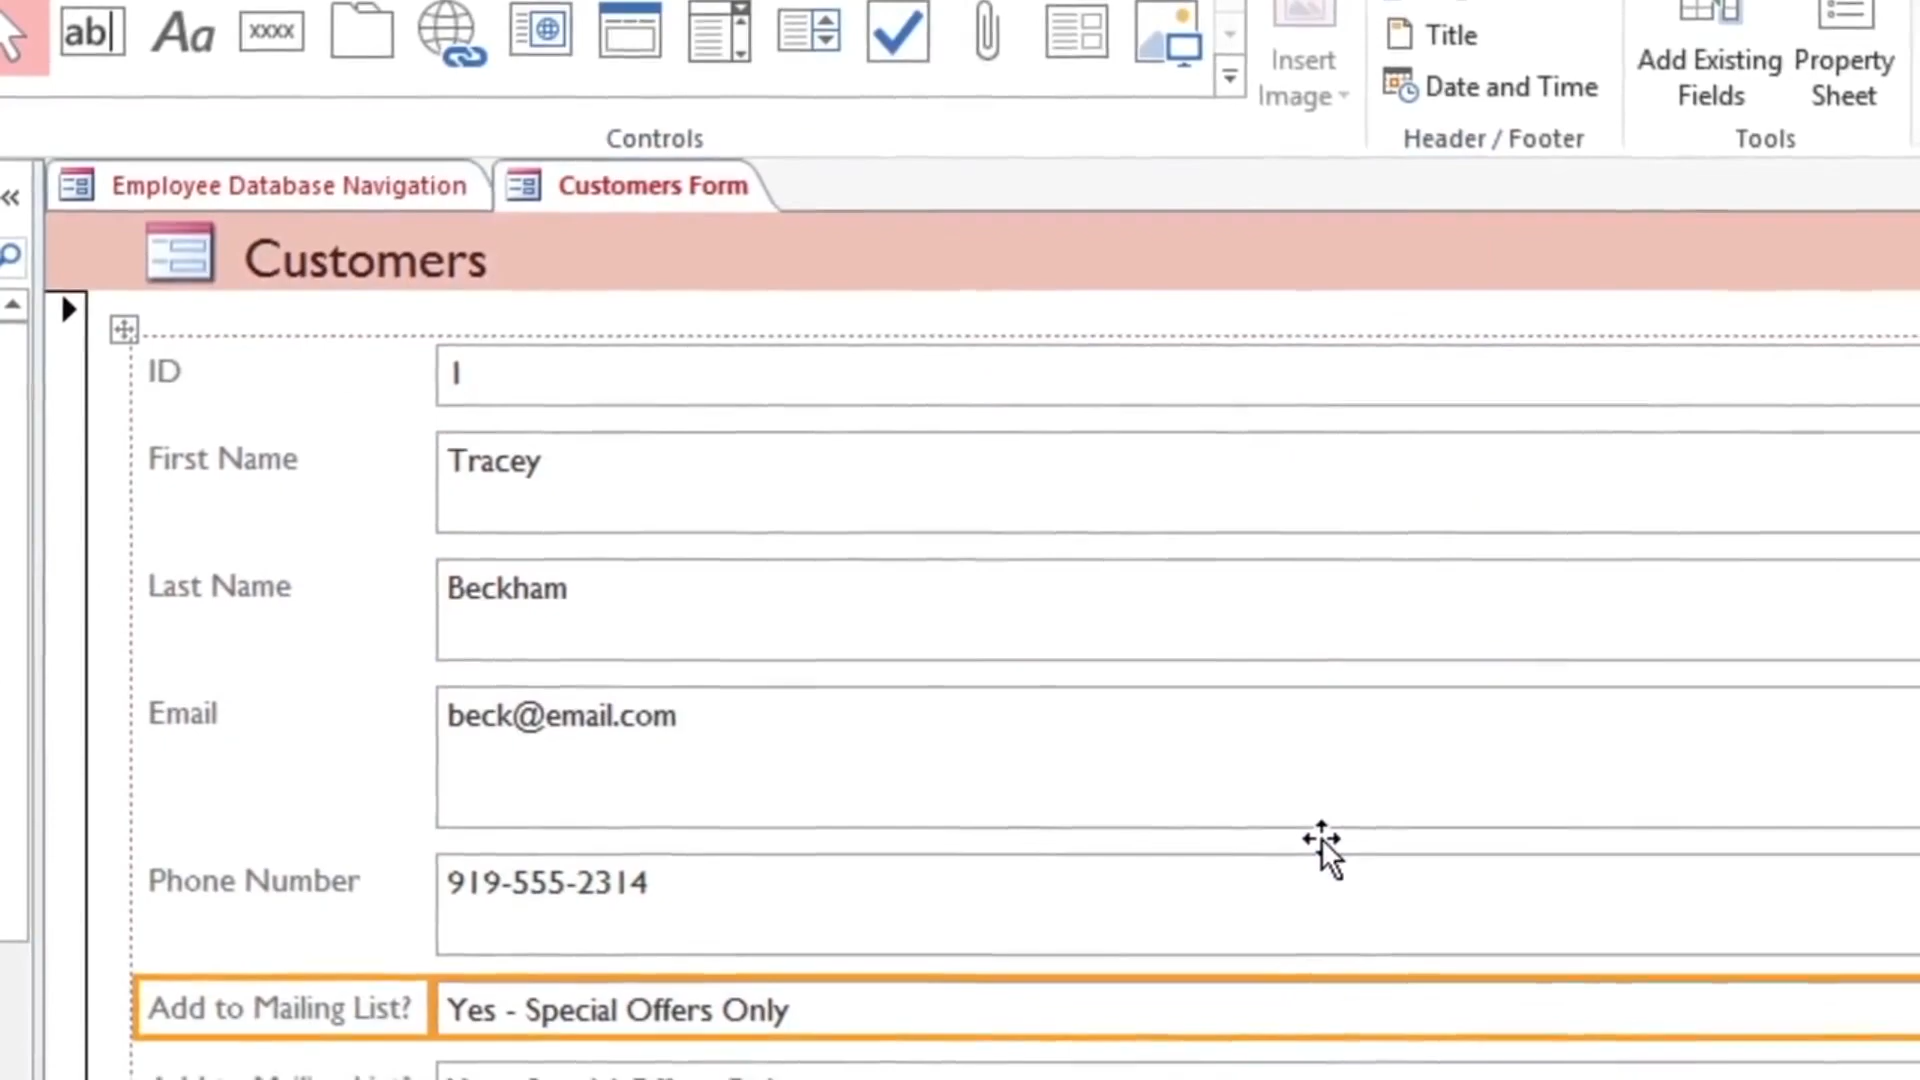 ab|
Aa
xxxx
Insert
Image
Title
Date and Time
Add Existing
Fields
Property
Sheet
Controls
Header / Footer
Tools
Employee Database Navigation
Customers Form
Customers
ID
1
First Name
Tracey
Last Name
Beckham
Email
beck@email.com
Phone Number
919-555-2314
Add to Mailing List?
Yes - Special Offers Only